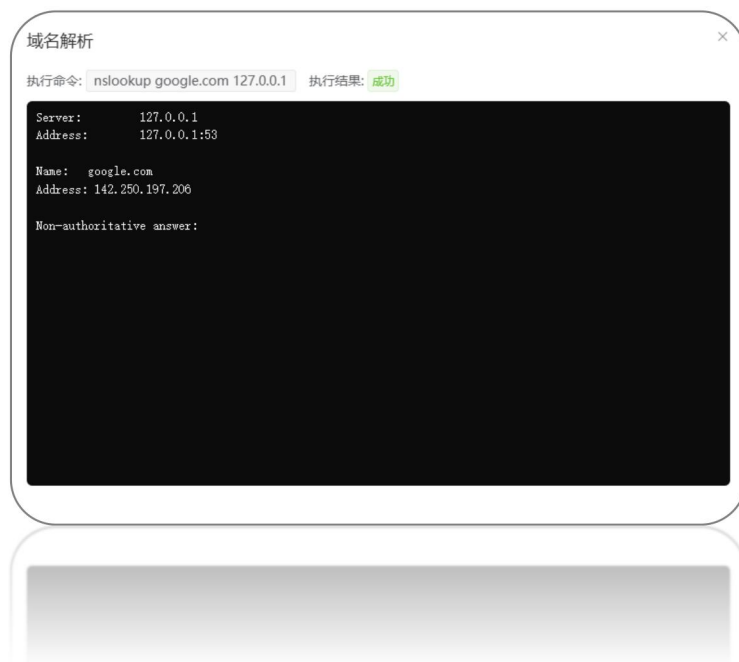 域名解析
执行命令: nslookup google.com 127.0.0.1 执行结果: 成功
Server: 127.0.0.1
Address: 127.0.0.1:53
Name: google.com
Address: 142.250.197.206
Non-authoritative answer: